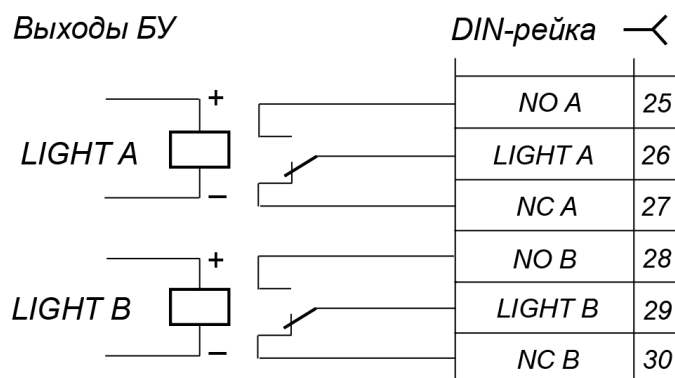 Выходы БУ
DIN-рейка
+
NO A 25
LIGHT A
LIGHT A 26
−
NC A 27
+
NO B 28
LIGHT B
LIGHT B 29
−
NC B 30